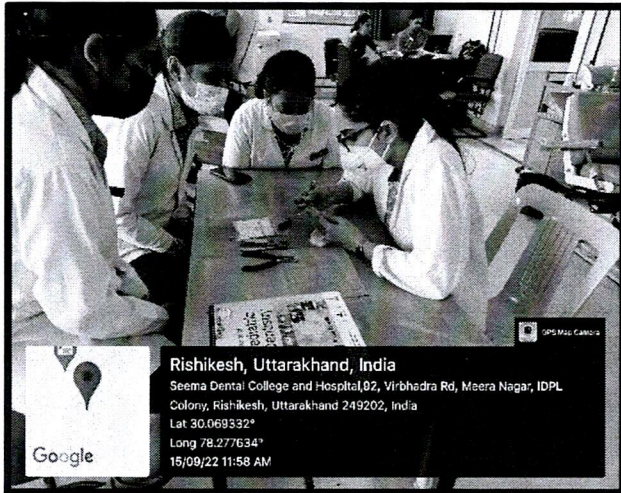 GPS Map Camera
Rishikesh, Uttarakhand, India
Seema Dental College and Hospital,92, Virbhadra Rd, Meera Nagar, IDPL
Colony, Rishikesh, Uttarakhand 249202, India
Lat 30.069332°
Long 78.277634°
15/09/22 11:58 AM
Google